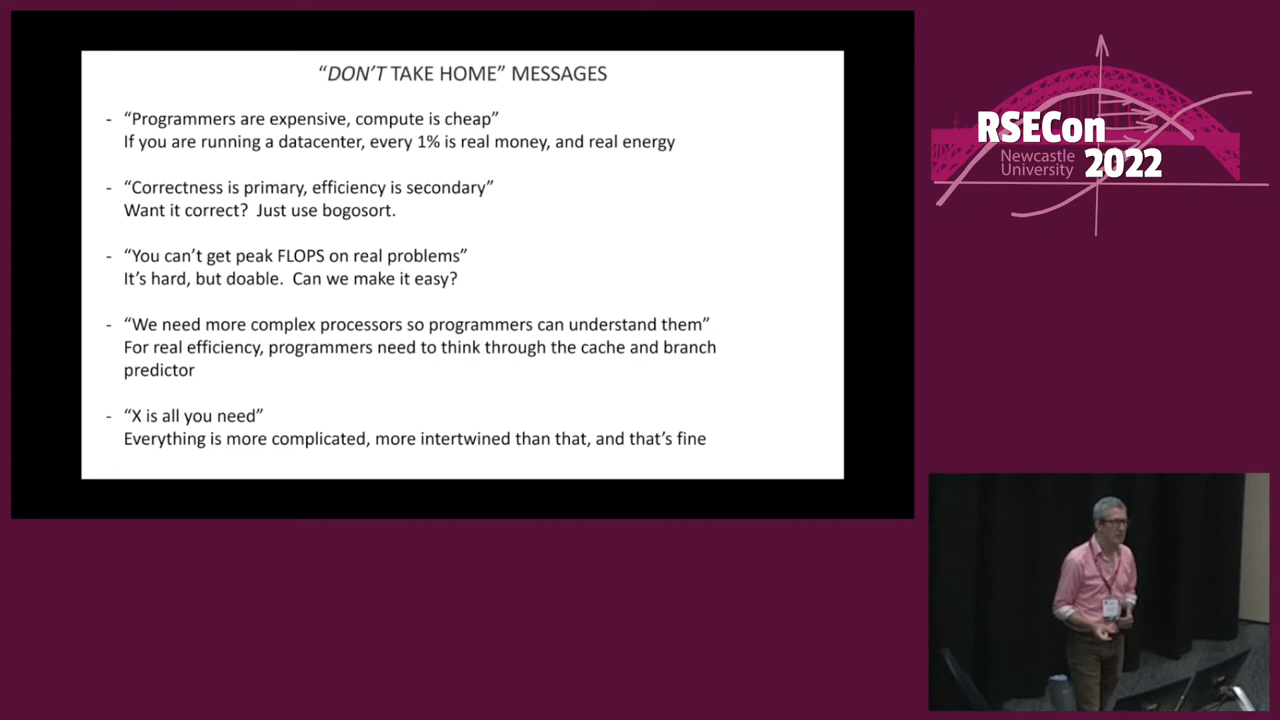 “DON’T TAKE HOME” MESSAGES
- “Programmers are expensive, compute is cheap”
If you are running a datacenter, every 1% is real money, and real energy
- “Correctness is primary, efficiency is secondary”
Want it correct?  Just use bogosort.
- “You can’t get peak FLOPS on real problems”
It’s hard, but doable.  Can we make it easy?
- “We need more complex processors so programmers can understand them”
For real efficiency, programmers need to think through the cache and branch
predictor
- “X is all you need”
Everything is more complicated, more intertwined than that, and that’s fine
RSECon
Newcastle
University
2022